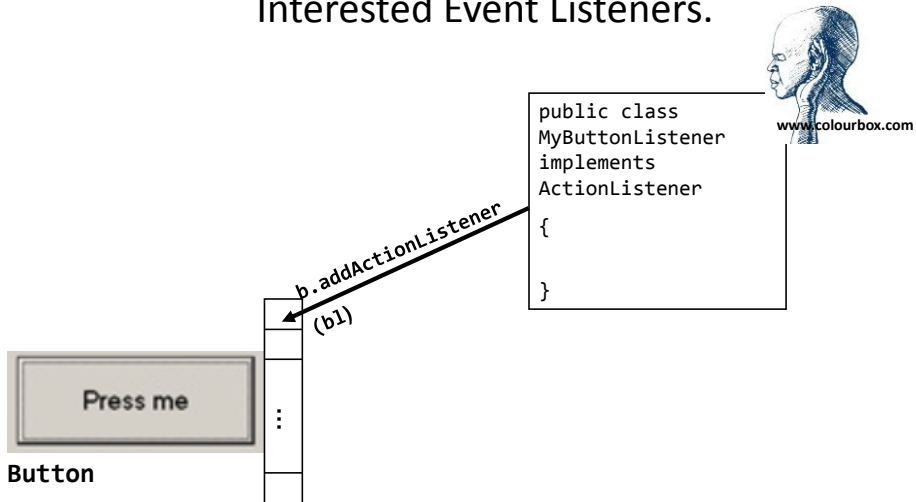 Interested Event Listeners.
www.colourbox.com
public class
MyButtonListener
implements
ActionListener
{
}
b.addActionListener
(bl)
Press me
⋮
Button